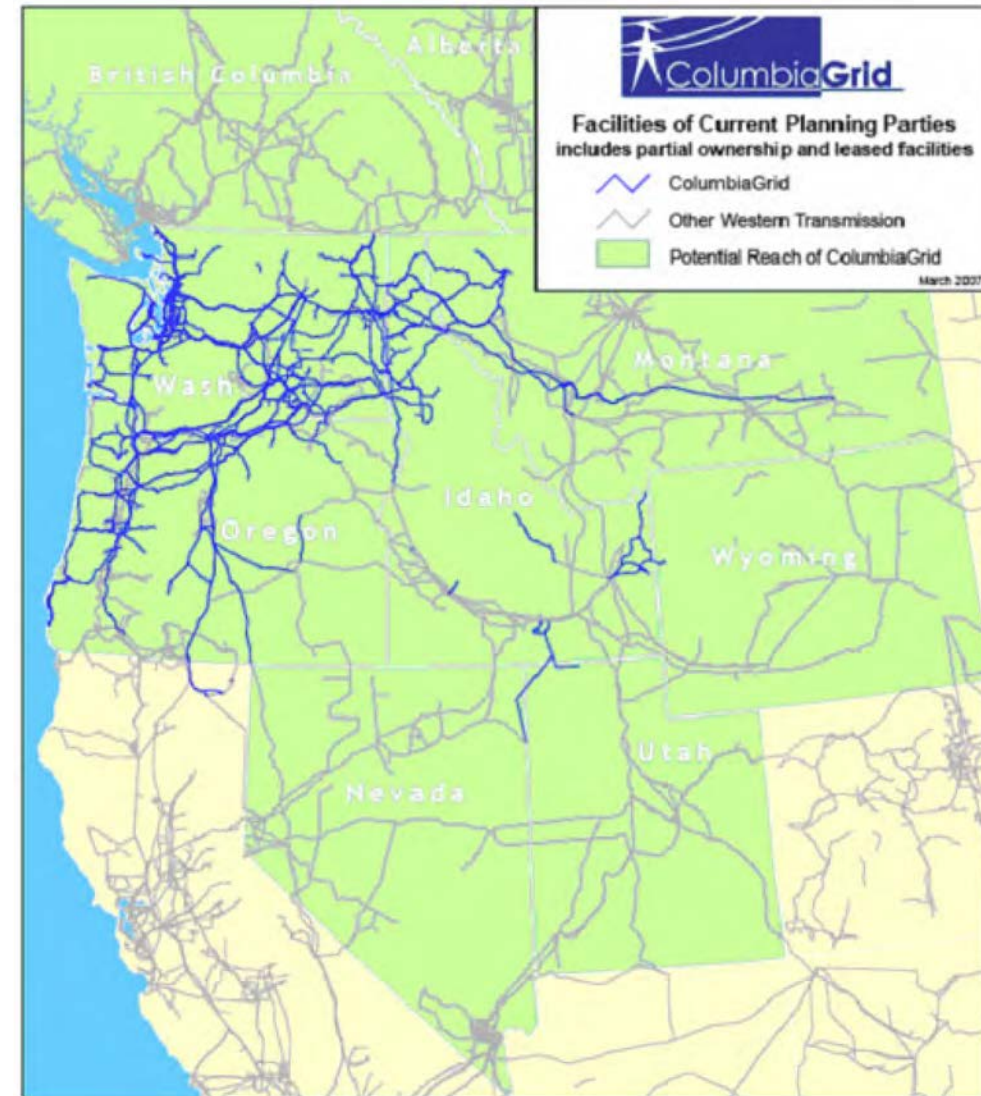 Alberta
British Columbia
ColumbiaGrid
Facilities of Current Planning Parties
includes partial ownership and leased facilities
ColumbiaGrid
Other Western Transmission
Potential Reach of ColumbiaGrid
March 2007
Montana
Wash
Idaho
Oregon
Wyoming
Utah
Nevada